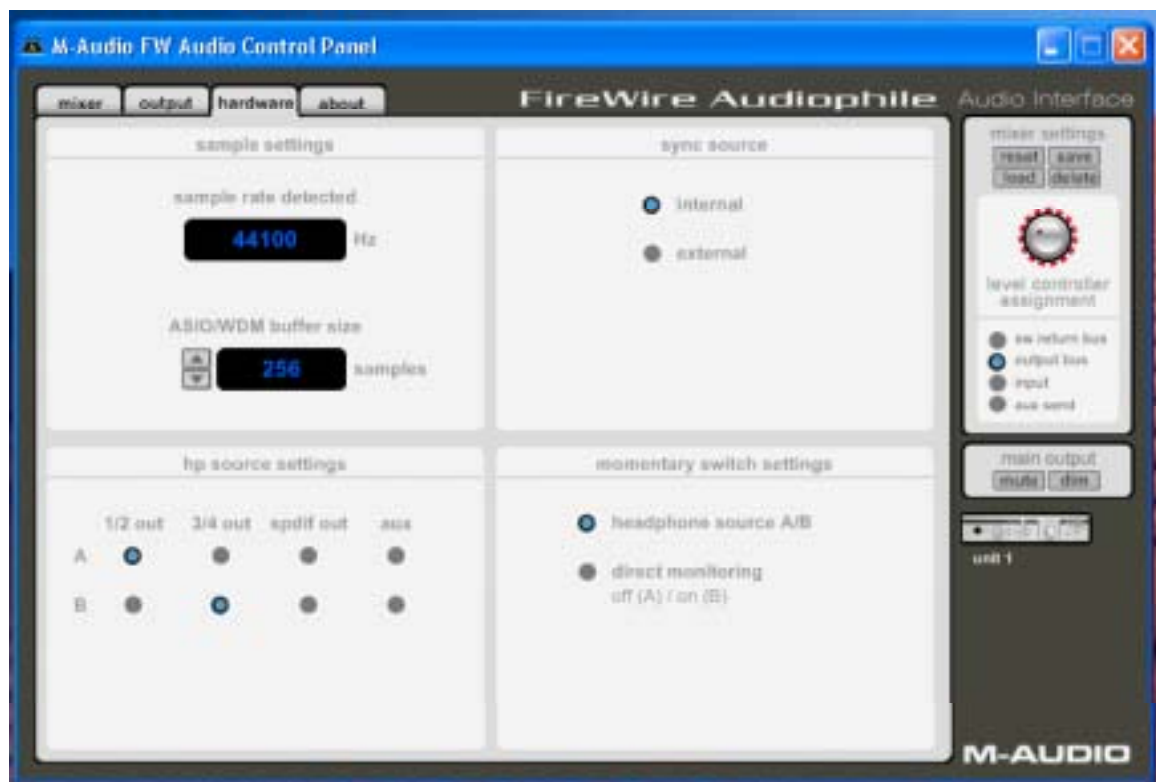 M-Audio FW Audio Control Panel
mixer output hardware about
FireWire Audiophile Audio Interface
sample settings
sample rate detected
44100 Hz
ASIO/WDM buffer size
256 samples
sync source
internal
external
hp source settings
1/2 out 3/4 out spdif out aux
A
B
momentary switch settings
headphone source A/B
direct monitoring
off (A) / on (B)
mixer settings
reset save
load delete
level controller
assignment
sw return bus
output bus
input
aux send
main output
mute dim
unit 1
M-AUDIO